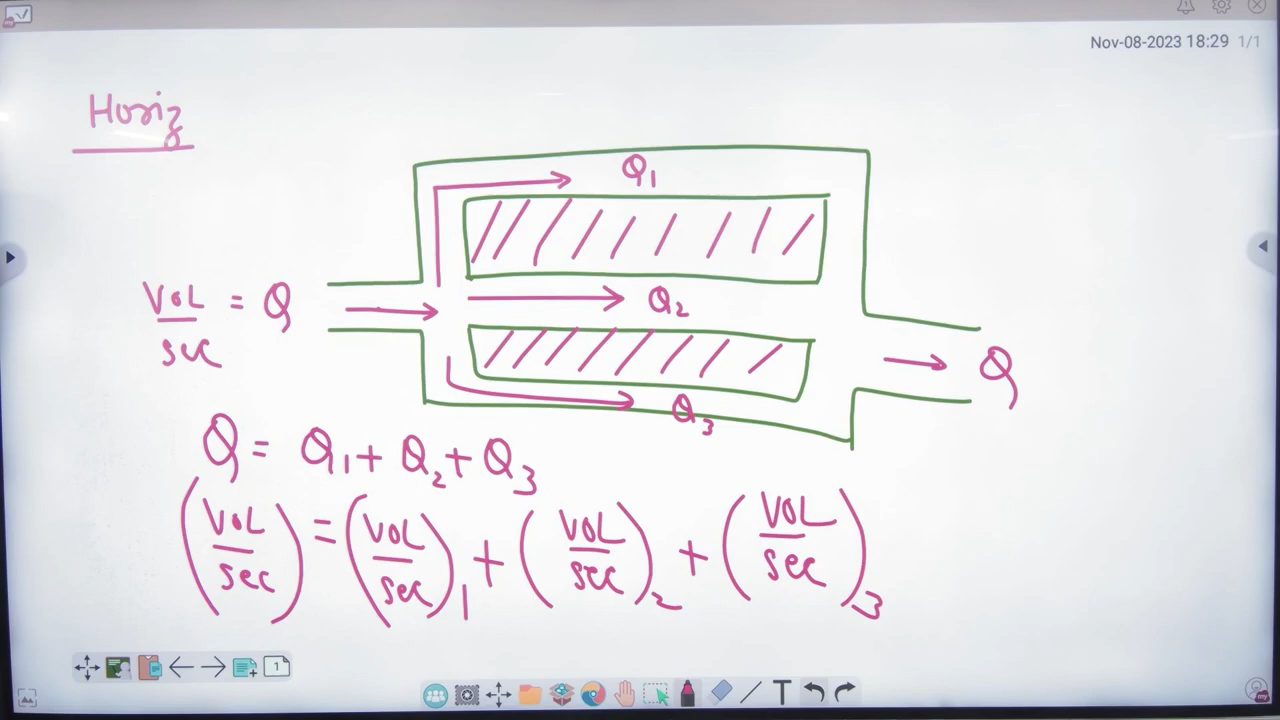 Nov-08-2023 18:29 1/1
Horiz
Q₁
VOL/sec = Q
Q₂
Q
Q₃
Q = Q₁ + Q₂ + Q₃
(VOL/sec) = (VOL/sec)₁ + (VOL/sec)₂ + (VOL/sec)₃
1
T